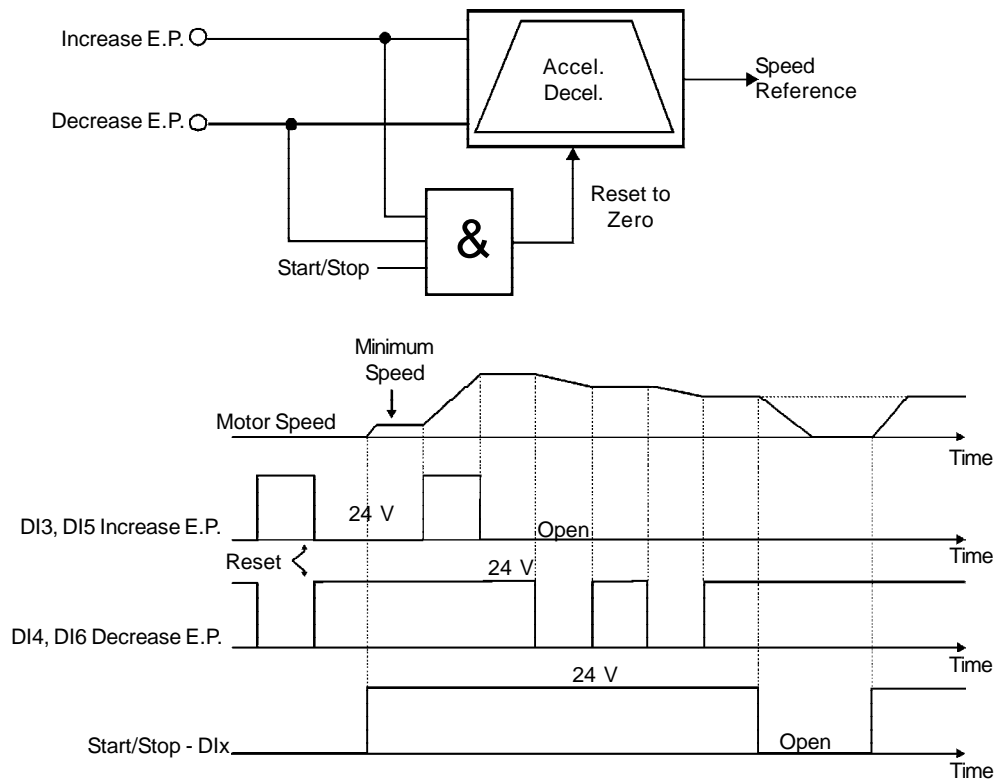 Increase E.P.
Accel.
Decel.
Speed
Reference
Decrease E.P.
Reset to
Zero
&
Start/Stop
Minimum
Speed
Motor Speed
Time
24 V
DI3, DI5 Increase E.P.
Open
Time
Reset
24 V
DI4, DI6 Decrease E.P.
Time
24 V
Start/Stop - DIx
Open
Time